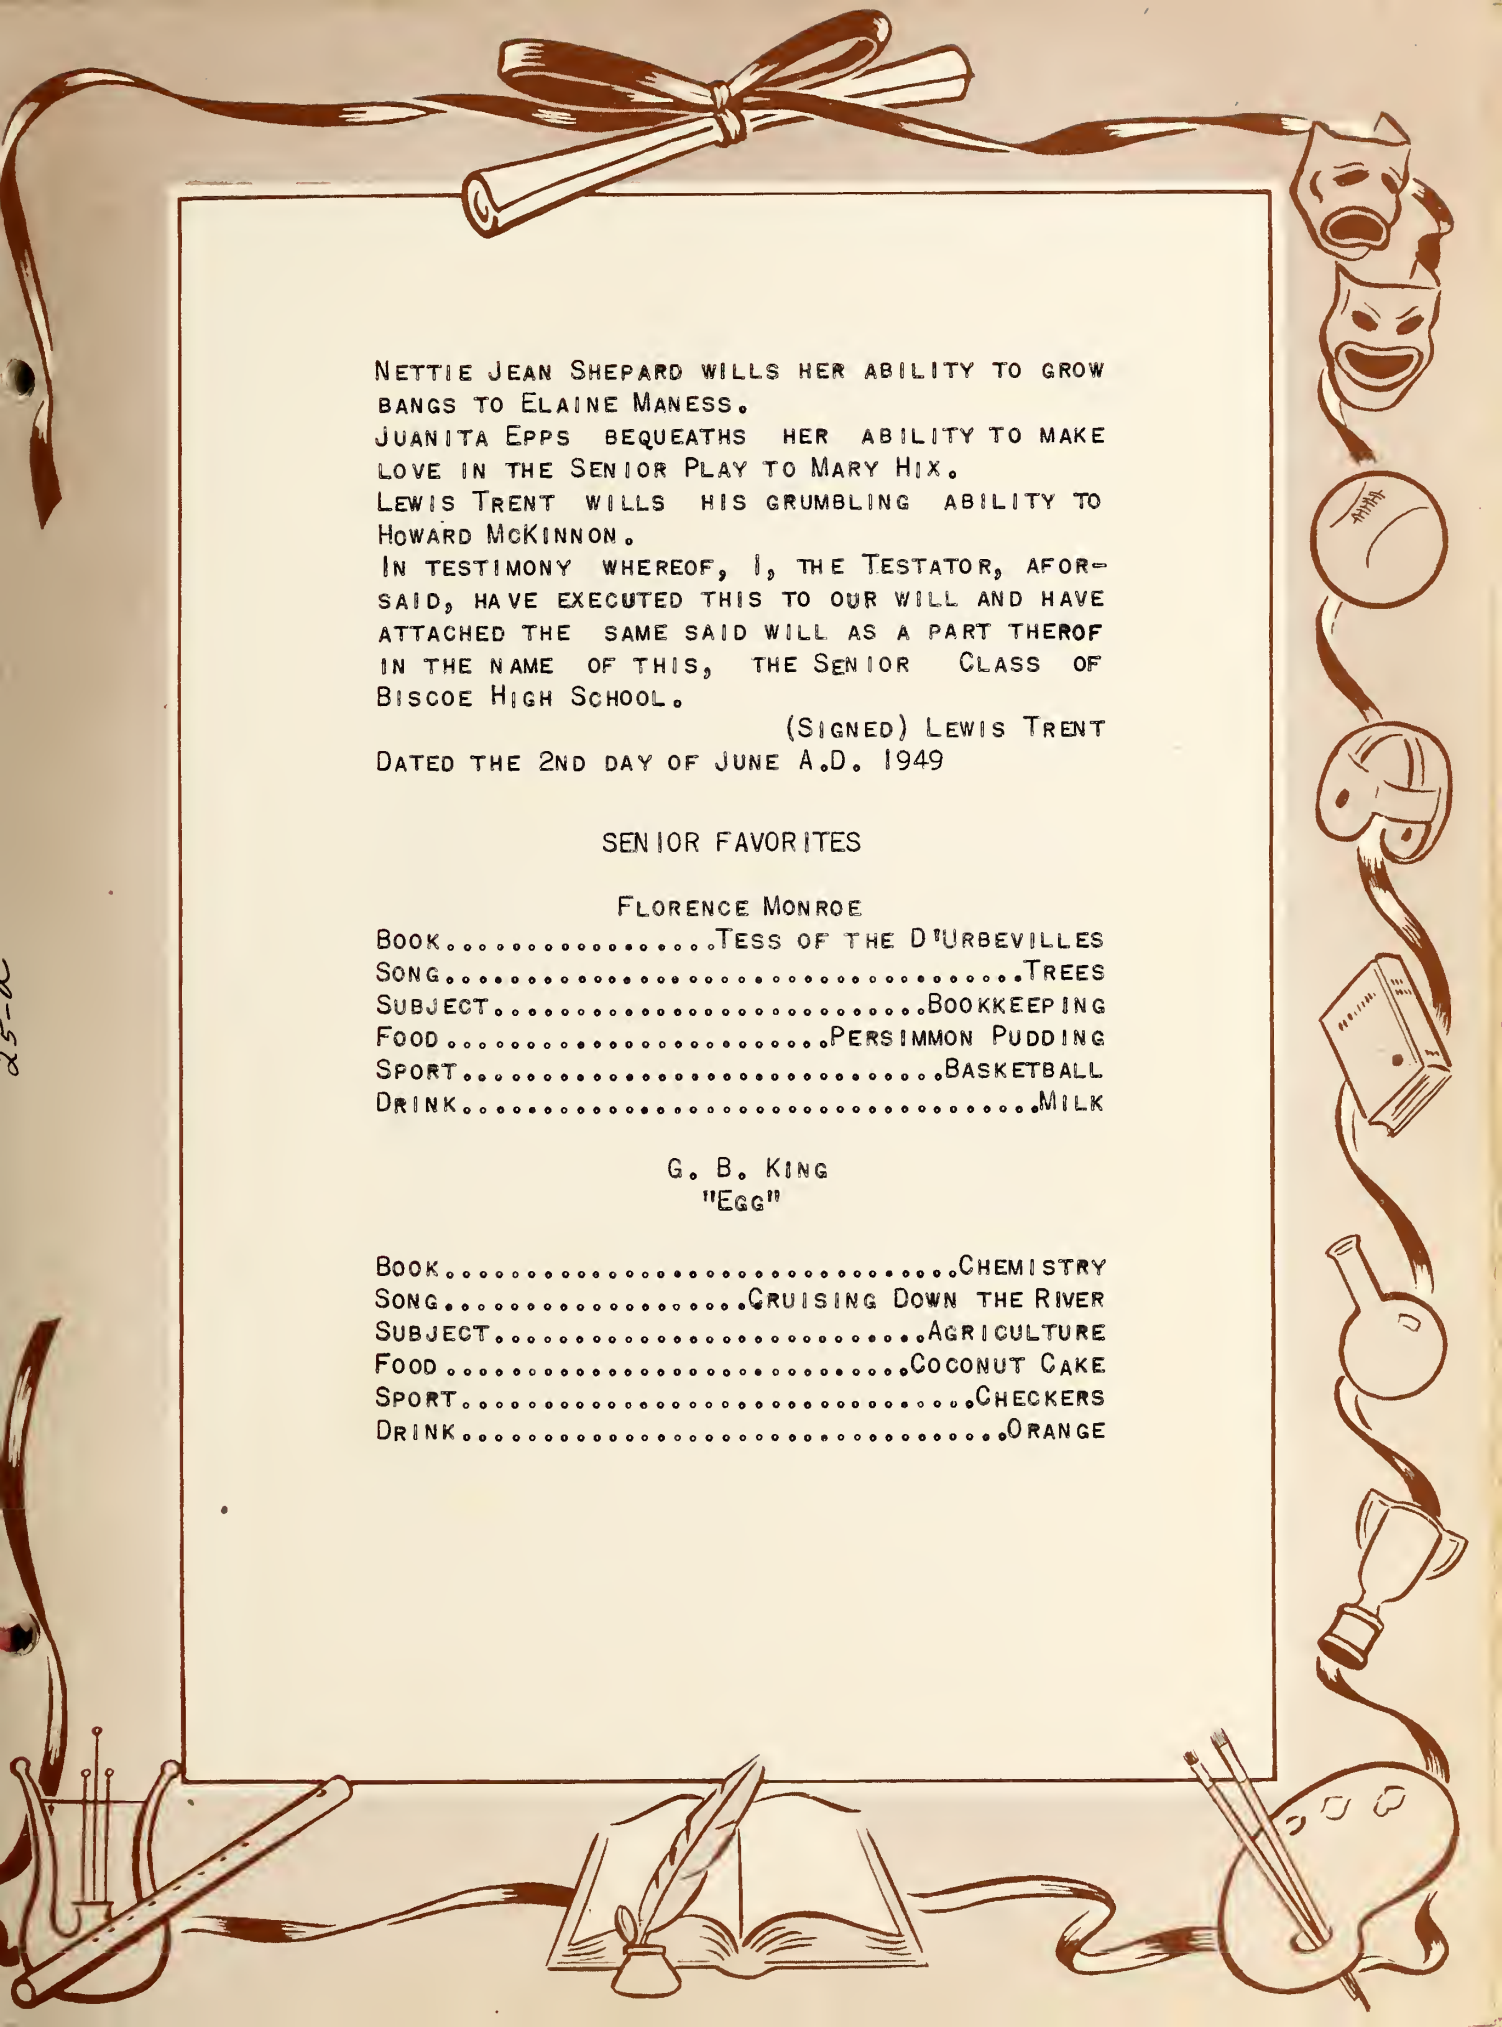 Nettie Jean Shepard wills her ability to grow
bangs to Elaine Maness.
Juanita Epps bequeaths her ability to make
love in the Senior Play to Mary Hix.
Lewis Trent wills his grumbling ability to
Howard McKinnon.
In testimony whereof, I, the Testator, afor-
said, have executed this to our will and have
attached the same said will as a part therof
in the name of this, the Senior Class of
Biscoe High School.
(Signed) Lewis Trent
Dated the 2nd day of June A.D. 1949
SENIOR FAVORITES
Florence Monroe
Book.................Tess of the D'Urbevilles
Song....................................Trees
Subject...........................Bookkeeping
Food........................Persimmon Pudding
Sport..............................Basketball
Drink....................................Milk
G. B. King
"Egg"
Book................................Chemistry
Song...................Cruising Down the River
Subject...........................Agriculture
Food.............................Coconut Cake
Sport................................Checkers
Drink..................................Orange
25-a